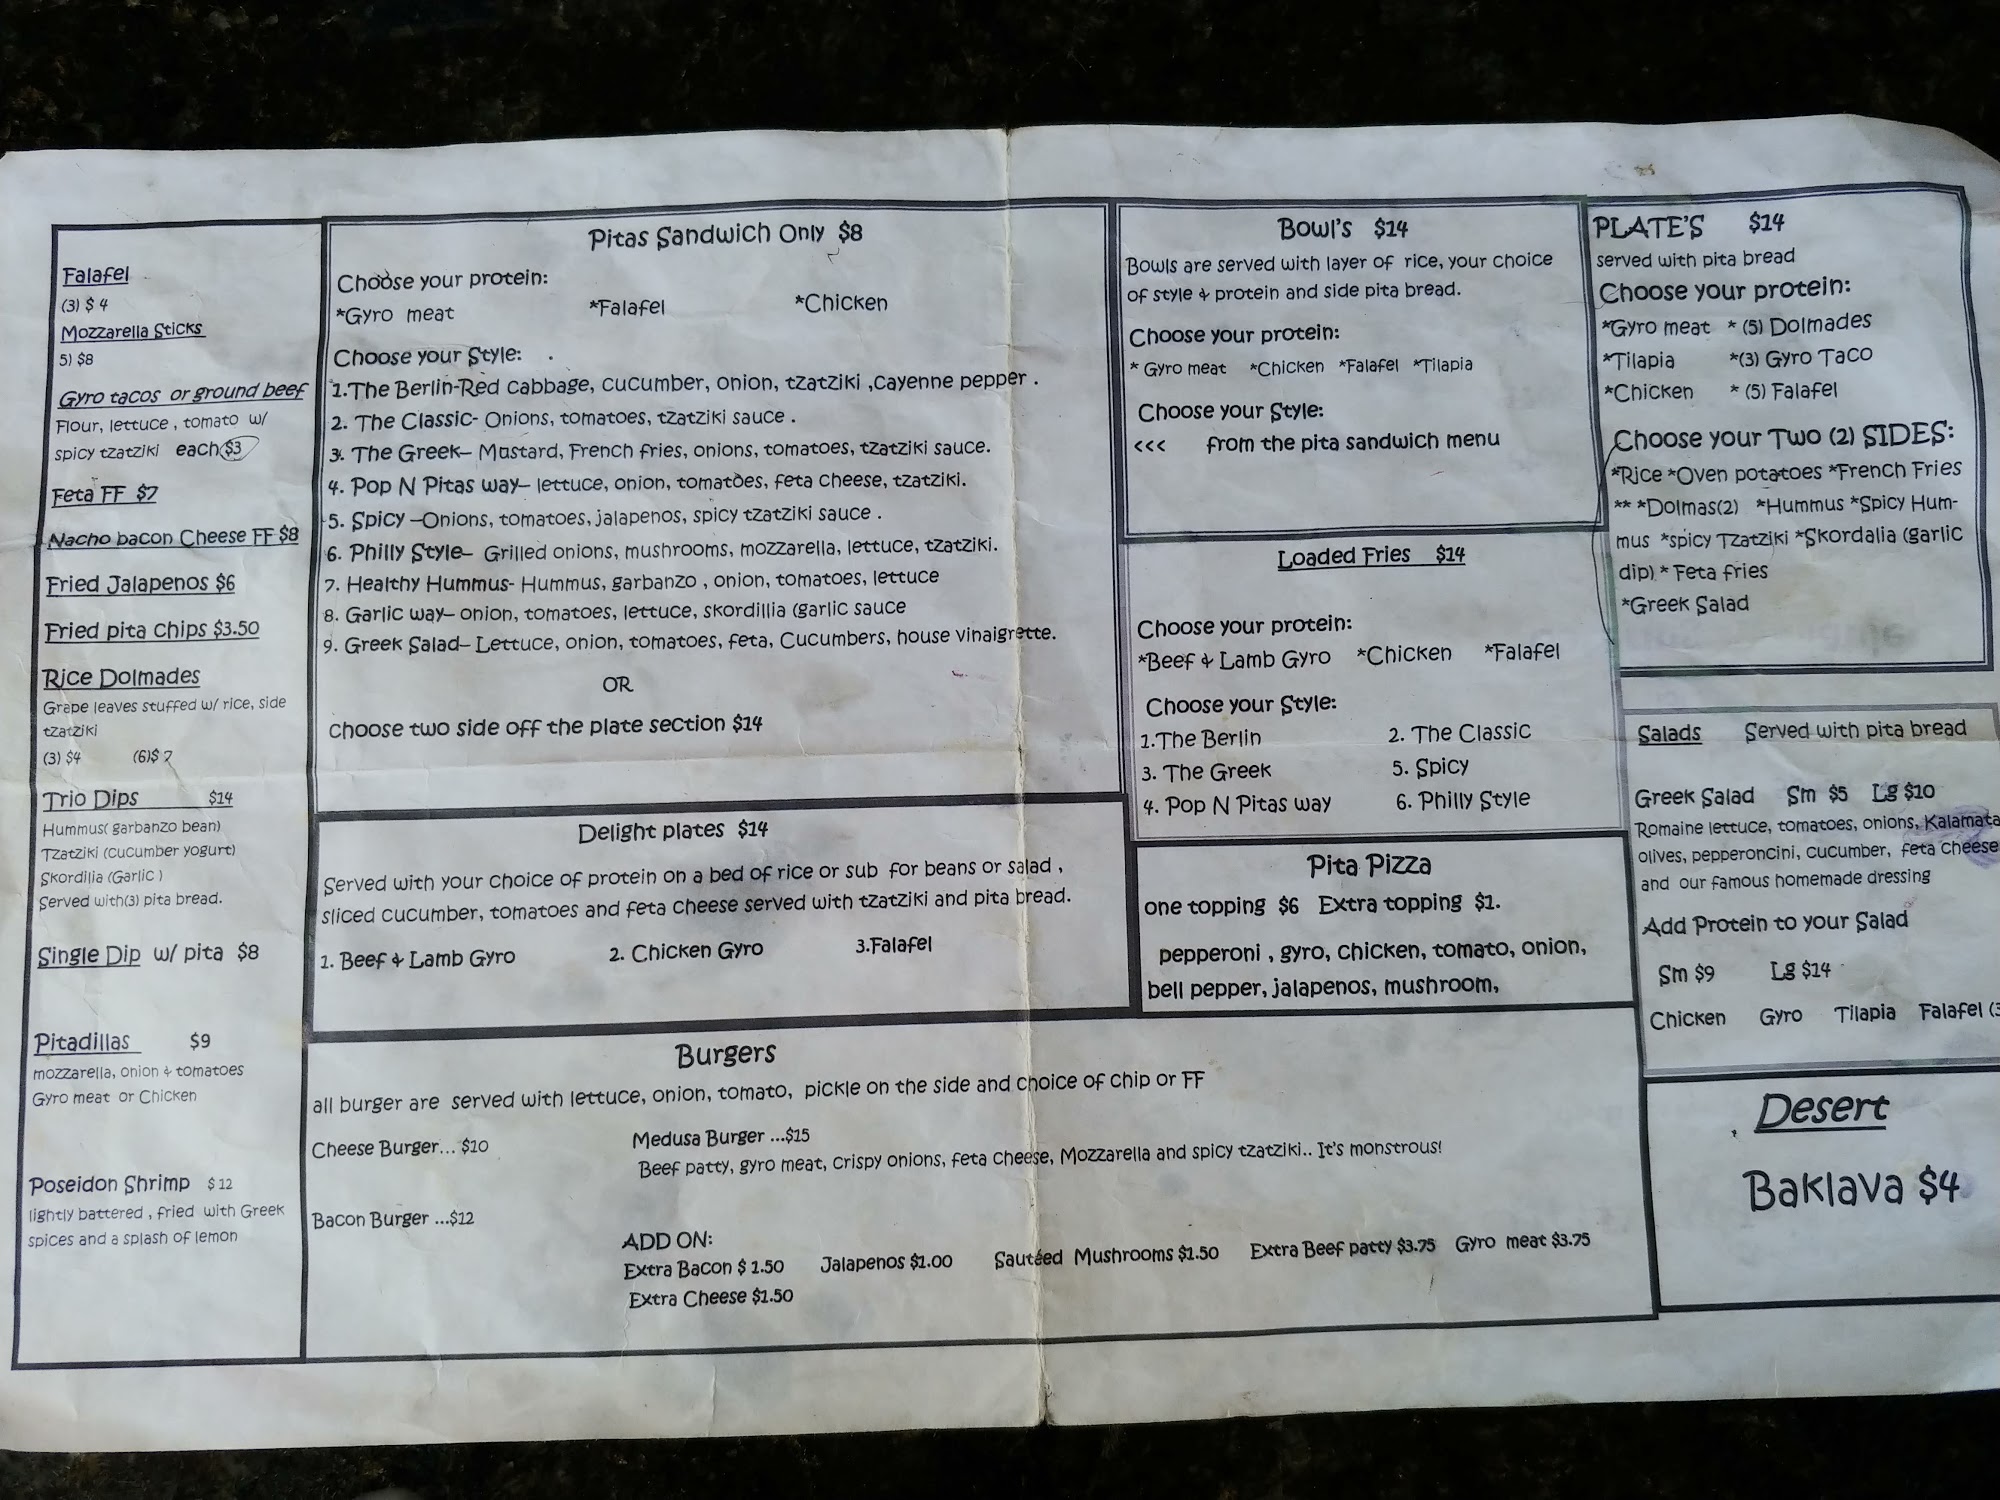 Falafel
(3) $ 4
Mozzarella Sticks
5) $8
Gyro tacos or ground beef
Flour, lettuce , tomato w/
spicy tzatziki each $3
Feta FF $7
Nacho bacon Cheese FF $8
Fried Jalapenos $6
Fried pita chips $3.50
Rice Dolmades
Grape leaves stuffed w/ rice, side
tzatziki
(3) $4 (6)$ 7
Trio Dips $14
Hummus( garbanzo bean)
Tzatziki (cucumber yogurt)
Skordilia (Garlic )
Served with(3) pita bread.
Single Dip w/ pita $8
Pitadillas $9
mozzarella, onion & tomatoes
Gyro meat or Chicken
Poseidon Shrimp $ 12
lightly battered , fried with Greek
spices and a splash of lemon
Pitas Sandwich Only $8
Choose your protein:
*Gyro meat *Falafel *Chicken
Choose your Style: .
1.The Berlin-Red cabbage, cucumber, onion, tzatziki ,cayenne pepper .
2. The Classic- Onions, tomatoes, tzatziki sauce .
3. The Greek– Mustard, French fries, onions, tomatoes, tzatziki sauce.
4. Pop N Pitas way– lettuce, onion, tomatoes, feta cheese, tzatziki.
5. Spicy –Onions, tomatoes, jalapenos, spicy tzatziki sauce .
6. Philly Style– Grilled onions, mushrooms, mozzarella, lettuce, tzatziki.
7. Healthy Hummus- Hummus, garbanzo , onion, tomatoes, lettuce
8. Garlic way– onion, tomatoes, lettuce, skordillia (garlic sauce
9. Greek Salad– Lettuce, onion, tomatoes, feta, Cucumbers, house vinaigrette.
OR
choose two side off the plate section $14
Delight plates $14
Served with your choice of protein on a bed of rice or sub for beans or salad ,
sliced cucumber, tomatoes and feta cheese served with tzatziki and pita bread.
1. Beef & Lamb Gyro 2. Chicken Gyro 3.Falafel
Burgers
all burger are served with lettuce, onion, tomato, pickle on the side and choice of chip or FF
Cheese Burger... $10
Medusa Burger ...$15
Beef patty, gyro meat, crispy onions, feta cheese, Mozzarella and spicy tzatziki.. It's monstrous!
Bacon Burger ...$12
ADD ON:
Extra Bacon $ 1.50 Jalapenos $1.00 Sautéed Mushrooms $1.50 Extra Beef patty $3.75 Gyro meat $3.75
Extra Cheese $1.50
Bowl's $14
Bowls are served with layer of rice, your choice
of style & protein and side pita bread.
Choose your protein:
* Gyro meat *Chicken *Falafel *Tilapia
Choose your Style:
<<< from the pita sandwich menu
Loaded Fries $14
Choose your protein:
*Beef & Lamb Gyro *Chicken *Falafel
Choose your Style:
1.The Berlin 2. The Classic
3. The Greek 5. Spicy
4. Pop N Pitas way 6. Philly Style
Pita Pizza
one topping $6 Extra topping $1.
pepperoni , gyro, chicken, tomato, onion,
bell pepper, jalapenos, mushroom,
PLATE'S $14
served with pita bread
Choose your protein:
*Gyro meat * (5) Dolmades
*Tilapia *(3) Gyro Taco
*Chicken * (5) Falafel
Choose your Two (2) SIDES:
*Rice *Oven potatoes *French Fries
** *Dolmas(2) *Hummus *Spicy Hum-
mus *spicy Tzatziki *Skordalia (garlic
dip) * Feta fries
*Greek Salad
Salads Served with pita bread
Greek Salad Sm $5 Lg $10
Romaine lettuce, tomatoes, onions, Kalamata
olives, pepperoncini, cucumber, feta cheese
and our famous homemade dressing
Add Protein to your Salad
Sm $9 Lg $14
Chicken Gyro Tilapia Falafel (3
Desert
Baklava $4